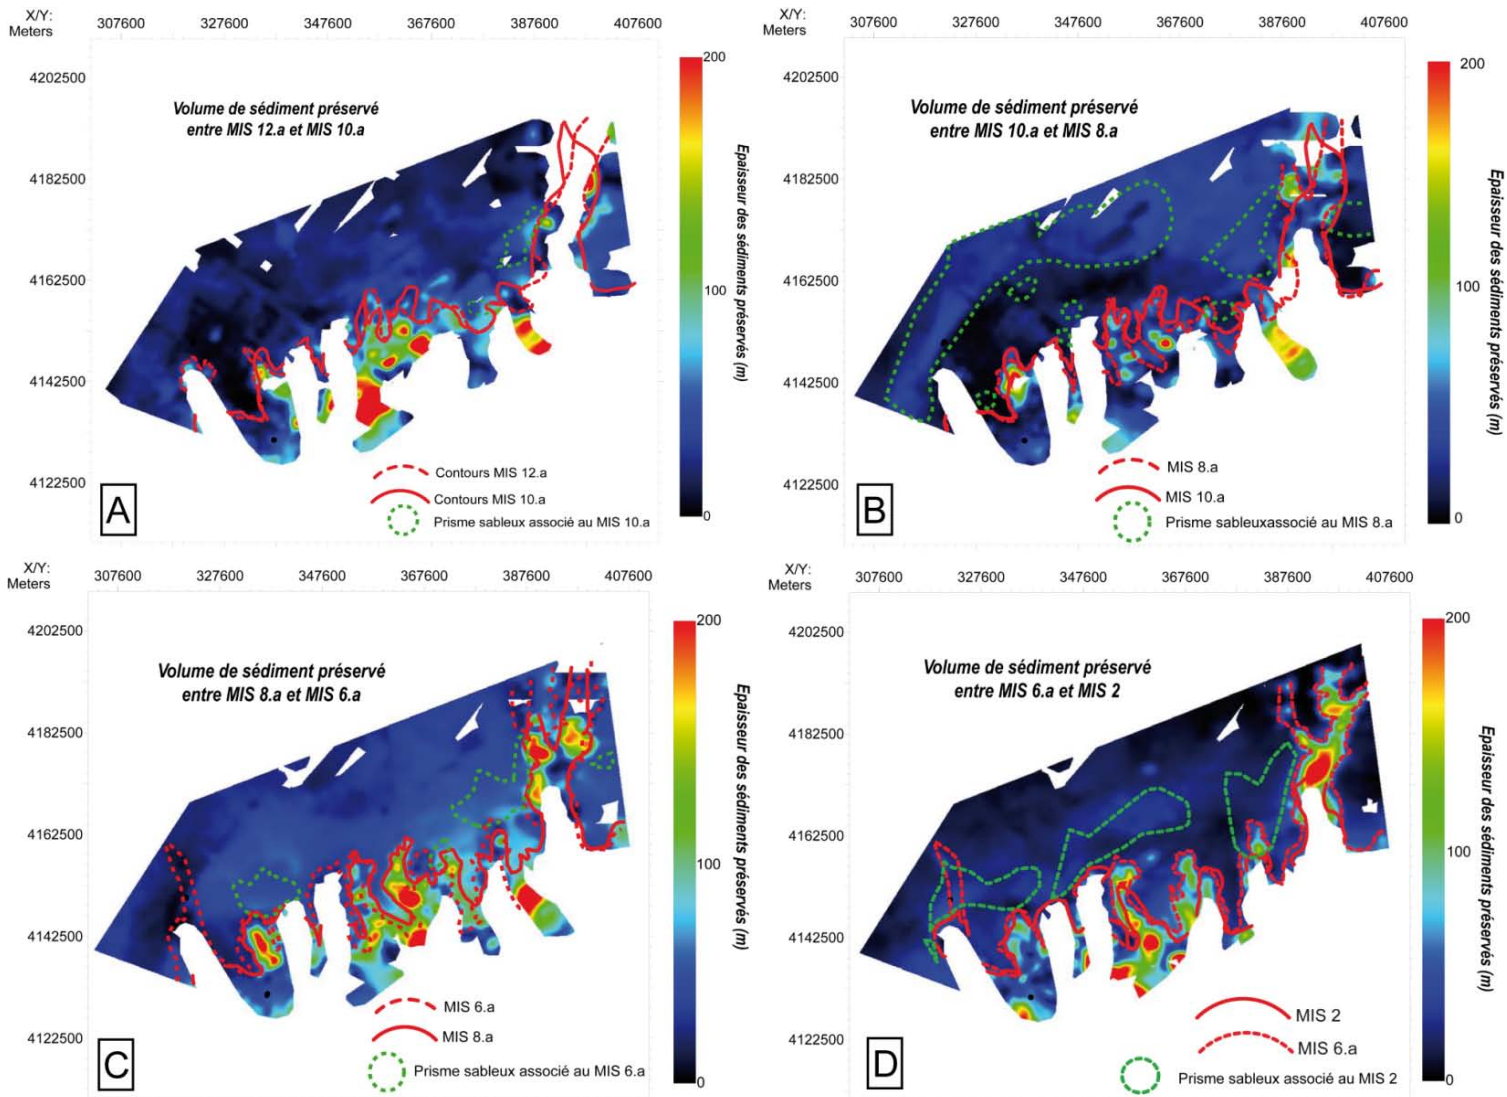 X/Y:
Meters
307600 327600 347600 367600 387600 407600
4202500
4182500
4162500
4142500
4122500
Volume de sédiment préservé
entre MIS 12.a et MIS 10.a
200
100
0
Epaisseur des sédiments préservés (m)
Contours MIS 12.a
Contours MIS 10.a
Prisme sableux associé au MIS 10.a
A
X/Y:
Meters
307600 327600 347600 367600 387600 407600
4202500
4182500
4162500
4142500
4122500
Volume de sédiment préservé
entre MIS 10.a et MIS 8.a
200
100
0
Epaisseur des sédiments préservés (m)
MIS 8.a
MIS 10.a
Prisme sableuxassocié au MIS 8.a
B
X/Y:
Meters
307600 327600 347600 367600 387600 407600
4202500
4182500
4162500
4142500
4122500
Volume de sédiment préservé
entre MIS 8.a et MIS 6.a
200
100
0
Epaisseur des sédiments préservés (m)
MIS 6.a
MIS 8.a
Prisme sableux associé au MIS 6.a
C
X/Y:
Meters
307600 327600 347600 367600 387600 407600
4202500
4182500
4162500
4142500
4122500
Volume de sédiment préservé
entre MIS 6.a et MIS 2
200
100
0
Epaisseur des sédiments préservés (m)
MIS 2
MIS 6.a
Prisme sableux associé au MIS 2
D